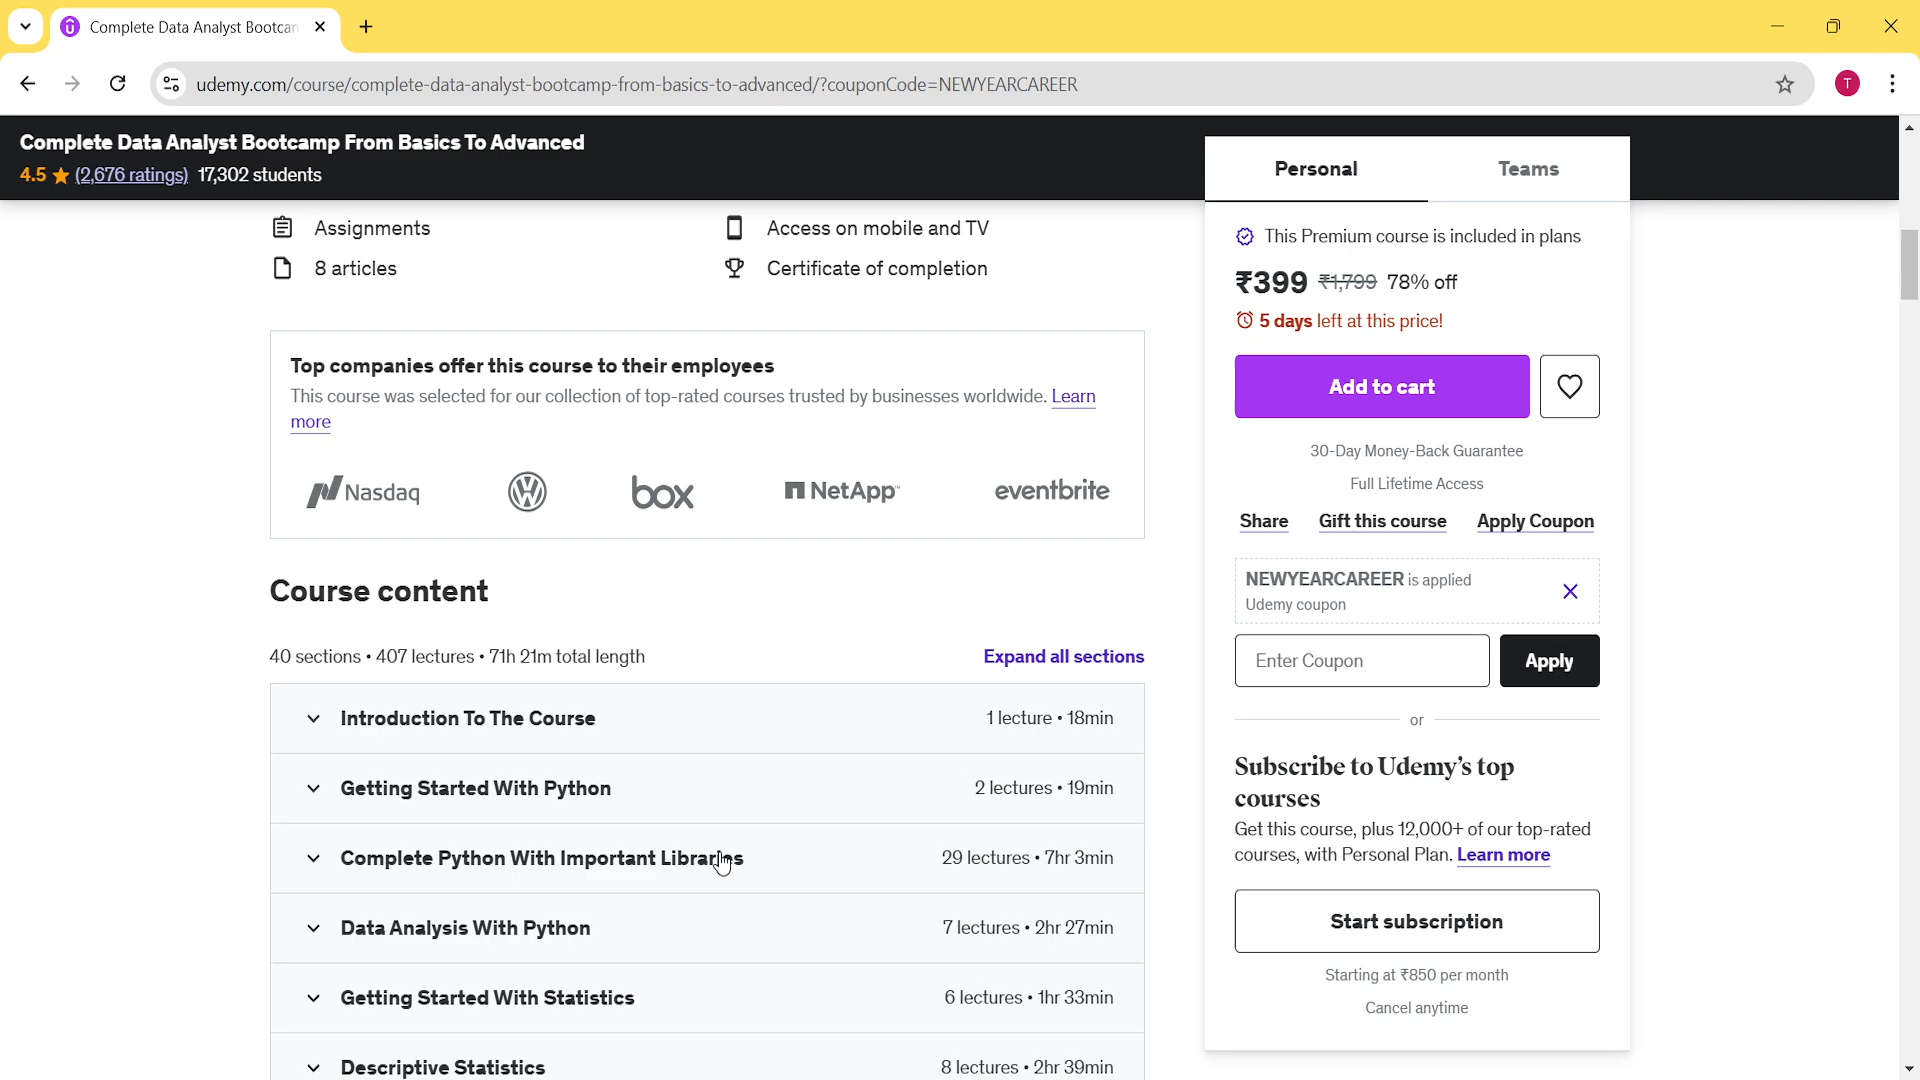 Complete Data Analyst Bootcan
udemy.com/course/complete-data-analyst-bootcamp-from-basics-to-advanced/?couponCode=NEWYEARCAREER
T
Complete Data Analyst Bootcamp From Basics To Advanced
4.5 ★ (2,676 ratings) 17,302 students
Assignments
Access on mobile and TV
8 articles
Certificate of completion
Top companies offer this course to their employees
This course was selected for our collection of top-rated courses trusted by businesses worldwide. Learn
more
Nasdaq
box
NetApp
eventbrite
Course content
40 sections • 407 lectures • 71h 21m total length
Expand all sections
Introduction To The Course
1 lecture • 18min
Getting Started With Python
2 lectures • 19min
Complete Python With Important Libraries
29 lectures • 7hr 3min
Data Analysis With Python
7 lectures • 2hr 27min
Getting Started With Statistics
6 lectures • 1hr 33min
Descriptive Statistics
8 lectures • 2hr 39min
Personal
Teams
This Premium course is included in plans
₹399 ₹1,799 78% off
5 days left at this price!
Add to cart
30-Day Money-Back Guarantee
Full Lifetime Access
Share
Gift this course
Apply Coupon
NEWYEARCAREER is applied
Udemy coupon
Enter Coupon
Apply
or
Subscribe to Udemy's top
courses
Get this course, plus 12,000+ of our top-rated
courses, with Personal Plan. Learn more
Start subscription
Starting at ₹850 per month
Cancel anytime